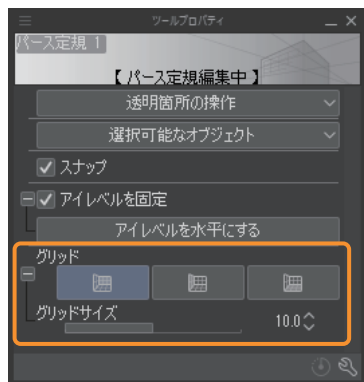 ツールプロパティ
パース定規 1
【 パース定規編集中 】
透明箇所の操作
選択可能なオブジェクト
スナップ
アイレベルを固定
アイレベルを水平にする
グリッド
グリッドサイズ 10.0